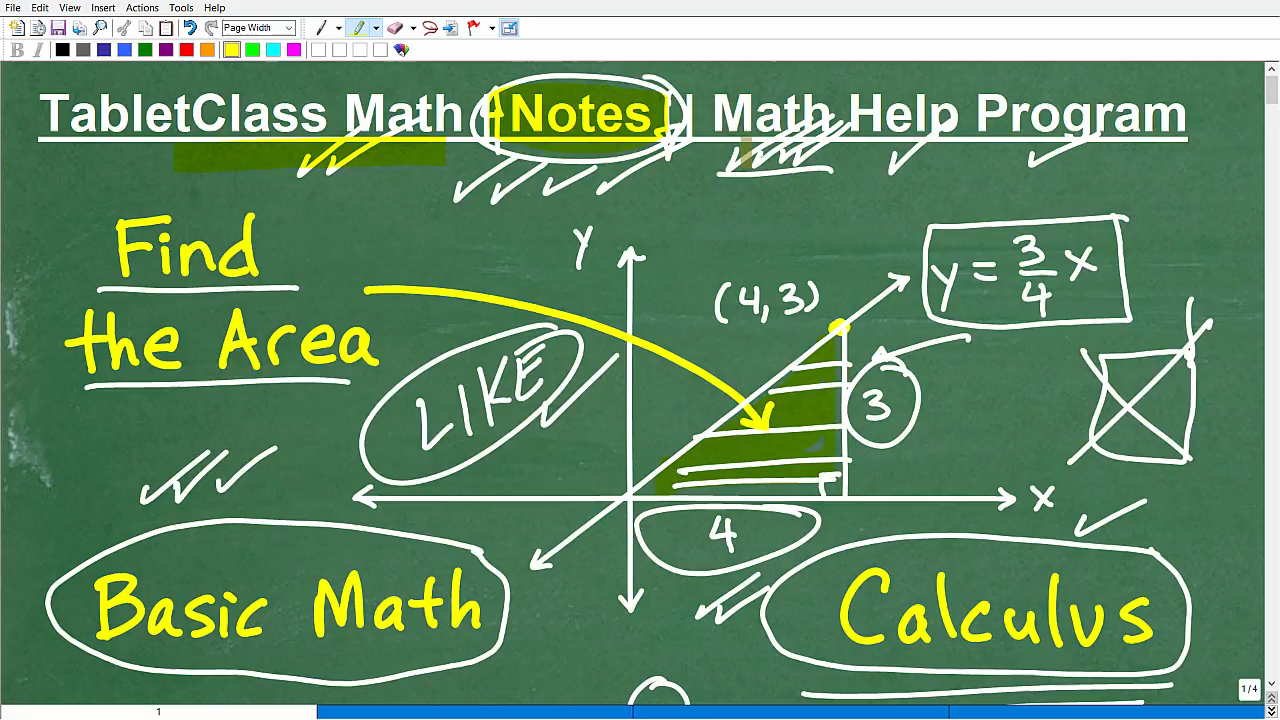 File Edit View Insert Actions Tools Help
Page Width
B I
TabletClass Math | Notes | Math Help Program
Find
the Area
LIKE
y
(4,3)
y = 3/4 x
3
4
x
Basic Math
Calculus
1/4
1